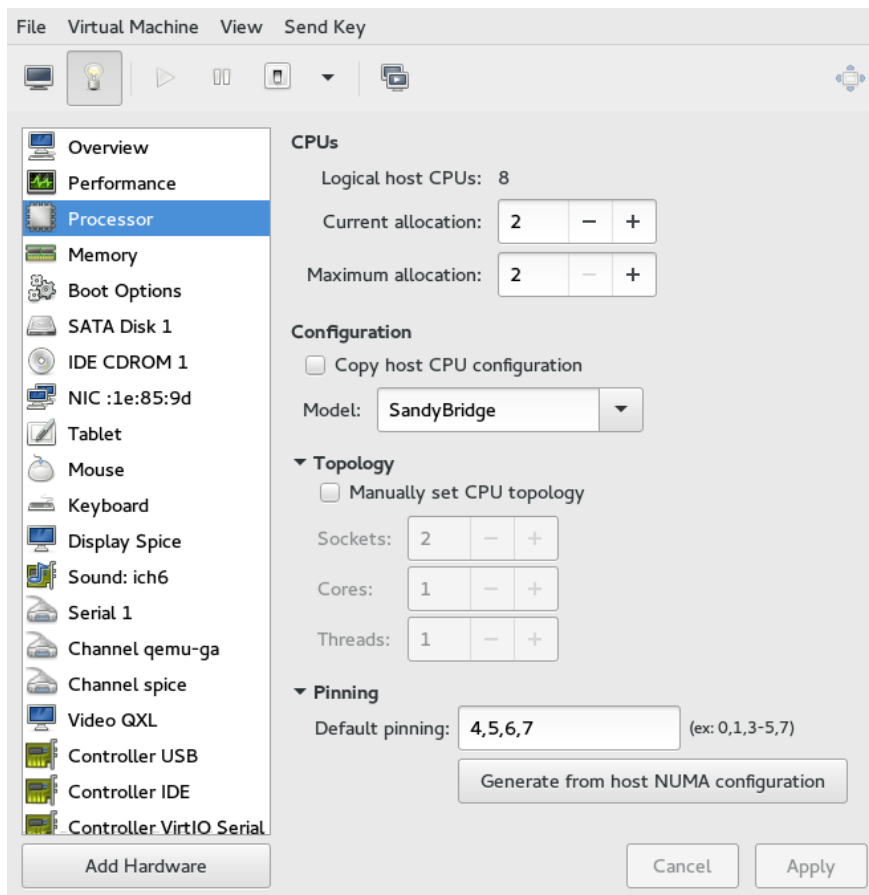 File Virtual Machine View Send Key
Overview
Performance
Processor
Memory
Boot Options
SATA Disk 1
IDE CDROM 1
NIC :1e:85:9d
Tablet
Mouse
Keyboard
Display Spice
Sound: ich6
Serial 1
Channel qemu-ga
Channel spice
Video QXL
Controller USB
Controller IDE
Controller VirtIO Serial
Add Hardware
CPUs
Logical host CPUs: 8
Current allocation: 2 − +
Maximum allocation: 2 − +
Configuration
Copy host CPU configuration
Model: SandyBridge
Topology
Manually set CPU topology
Sockets: 2 − +
Cores: 1 − +
Threads: 1 − +
Pinning
Default pinning: 4,5,6,7 (ex: 0,1,3-5,7)
Generate from host NUMA configuration
Cancel Apply